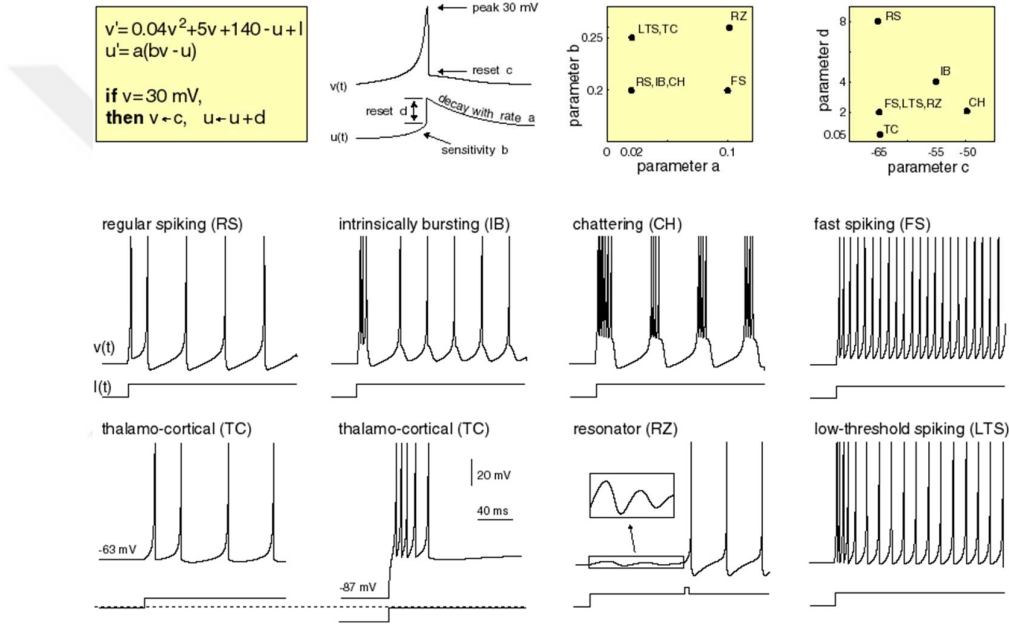 v'= 0.04v²+5v+140 -u+I
u'= a(bv -u)
if v=30 mV,
then v←c, u←u+d
peak 30 mV
reset c
v(t)
reset d
decay with rate a
u(t)
sensitivity b
parameter b
0.25
0.2
LTS,TC
RZ
RS,IB,CH
FS
0 0.02 0.1
parameter a
parameter d
8
4
2
0.05
RS
IB
FS,LTS,RZ
CH
TC
-65 -55 -50
parameter c
regular spiking (RS)
intrinsically bursting (IB)
chattering (CH)
fast spiking (FS)
v(t)
I(t)
thalamo-cortical (TC)
thalamo-cortical (TC)
resonator (RZ)
low-threshold spiking (LTS)
-63 mV
20 mV
40 ms
-87 mV